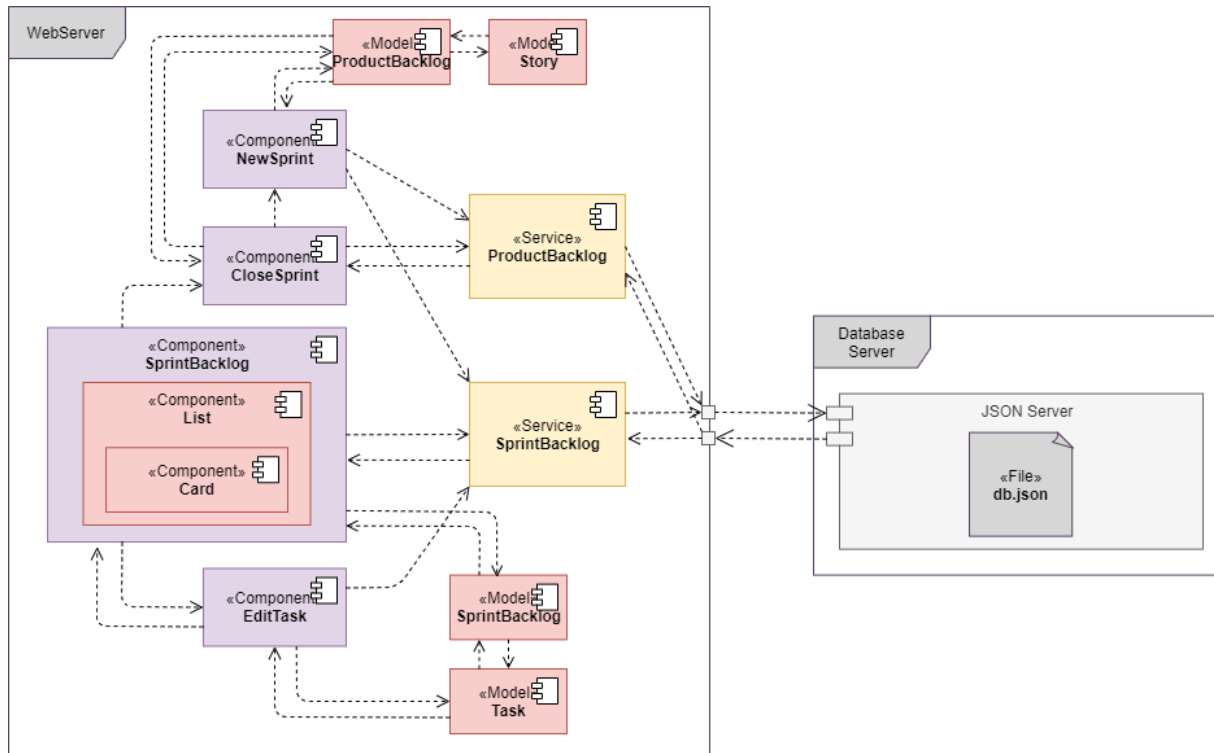 WebServer
«Model
ProductBacklog
«Mode
Story
«Component
NewSprint
«Service»
ProductBacklog
«Component
CloseSprint
Database
Server
«Component»
SprintBacklog
«Component»
List
«Component»
Card
«Service»
SprintBacklog
JSON Server
«File»
db.json
«Component
EditTask
«Model
SprintBacklog
«Model
Task